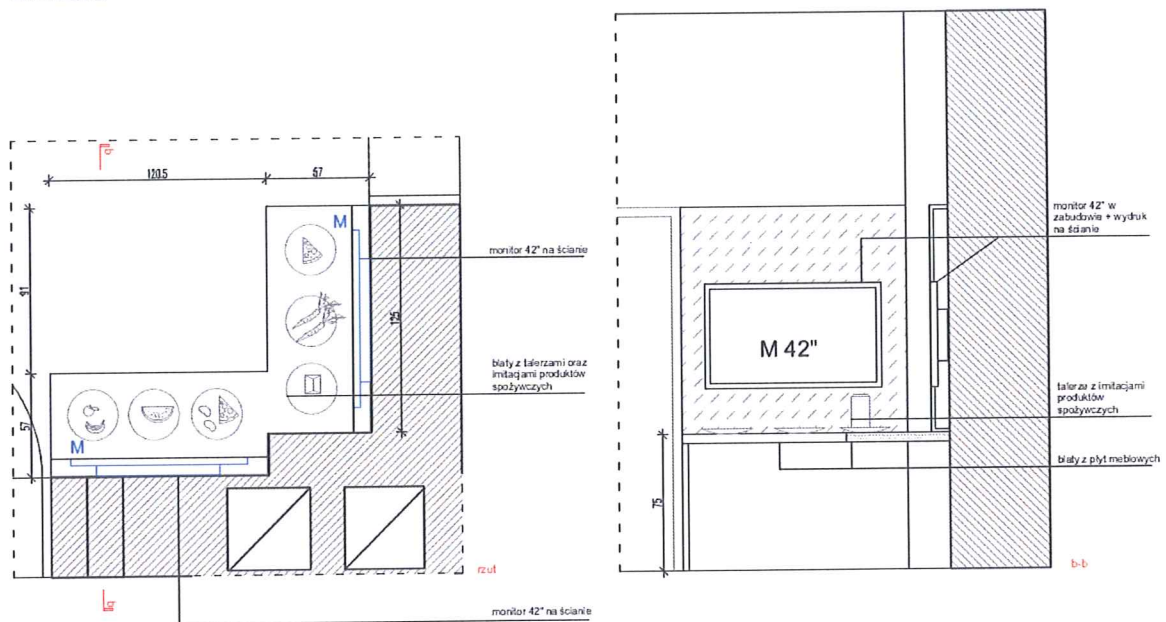 b
120.5
57
91
57
125
M
M
monitor 42" na ścianie
blaty z talerzami oraz
imitacjami produktów
spożywczych
rzut
b
monitor 42" na ścianie
monitor 42" w
zabudowie + wydruk
na ścianie
M 42"
talerze z imitacjami
produktów
spożywczych
blaty z płyt meblowych
75
b-b